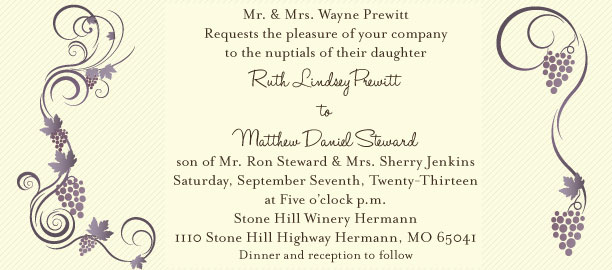 Mr. & Mrs. Wayne Prewitt
Requests the pleasure of your company
to the nuptials of their daughter
Ruth Lindsey Prewitt
to
Matthew Daniel Steward
son of Mr. Ron Steward & Mrs. Sherry Jenkins
Saturday, September Seventh, Twenty-Thirteen
at Five o'clock p.m.
Stone Hill Winery Hermann
1110 Stone Hill Highway Hermann, MO 65041
Dinner and reception to follow